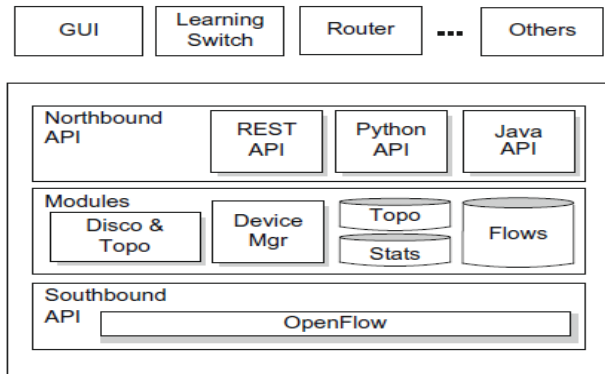 GUI
Learning
Switch
Router
...
Others
Northbound
API
REST
API
Python
API
Java
API
Modules
Disco &
Topo
Device
Mgr
Topo
Stats
Flows
Southbound
API
OpenFlow